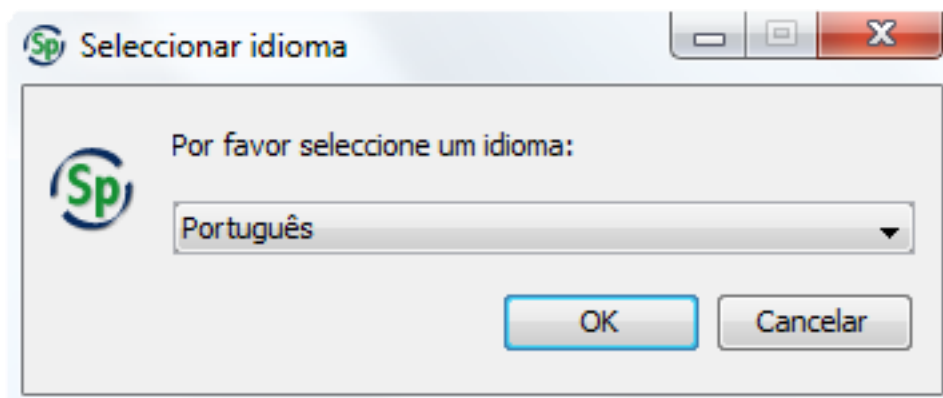 Sp Seleccionar idioma
Por favor seleccione um idioma:
Sp
Português
OK Cancelar